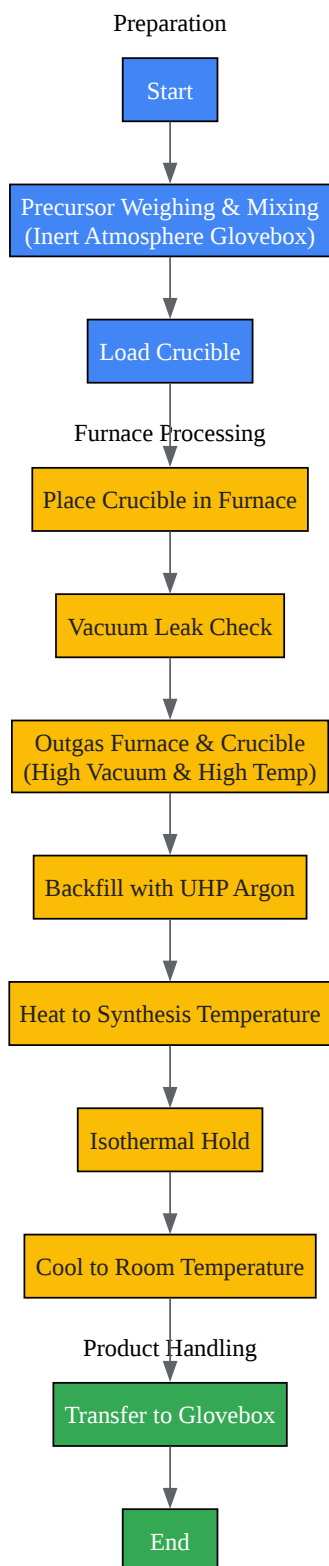 Preparation
Start
Precursor Weighing & Mixing
(Inert Atmosphere Glovebox)
Load Crucible
Furnace Processing
Place Crucible in Furnace
Vacuum Leak Check
Outgas Furnace & Crucible
(High Vacuum & High Temp)
Backfill with UHP Argon
Heat to Synthesis Temperature
Isothermal Hold
Cool to Room Temperature
Product Handling
Transfer to Glovebox
End